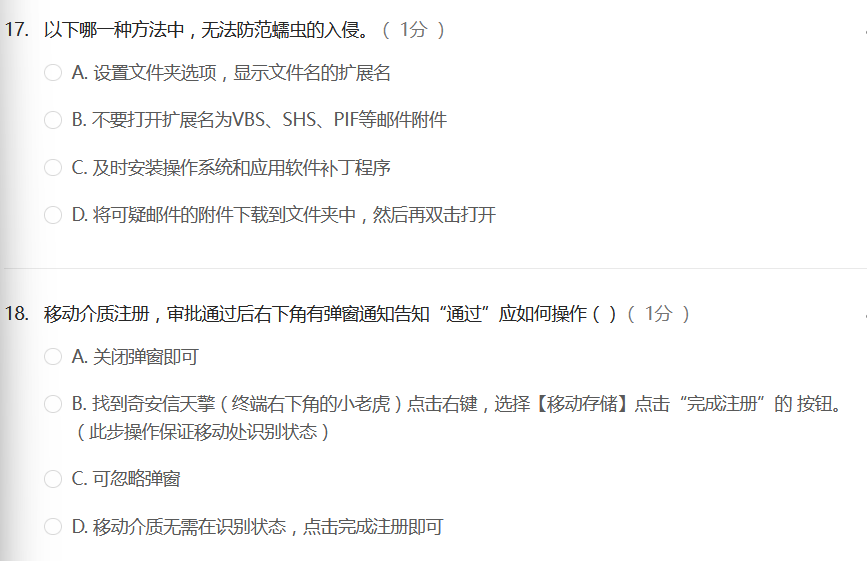 17. 以下哪一种方法中，无法防范蠕虫的入侵。（ 1分 ）
A. 设置文件夹选项，显示文件名的扩展名
B. 不要打开扩展名为VBS、SHS、PIF等邮件附件
C. 及时安装操作系统和应用软件补丁程序
D. 将可疑邮件的附件下载到文件夹中，然后再双击打开
18. 移动介质注册，审批通过后右下角有弹窗通知告知“通过”应如何操作（ ）（ 1分 ）
A. 关闭弹窗即可
B. 找到奇安信天擎（终端右下角的小老虎）点击右键，选择【移动存储】点击“完成注册”的 按钮。
（此步操作保证移动处识别状态）
C. 可忽略弹窗
D. 移动介质无需在识别状态，点击完成注册即可